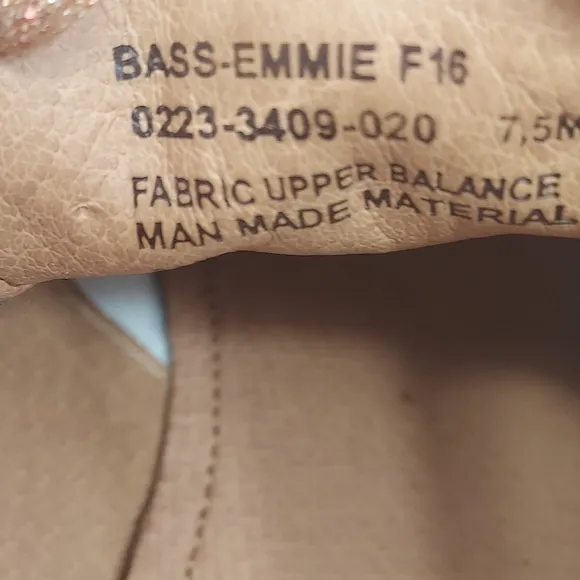 BASS-EMMIE F16
0223-3409-020 7,5M
FABRIC UPPER BALANCE
MAN MADE MATERIAL